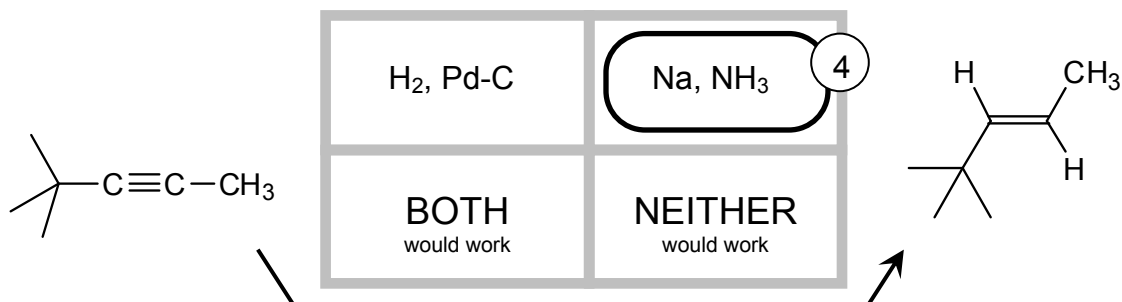 H₂, Pd-C
Na, NH₃
4
C≡C—CH₃
BOTH
would work
NEITHER
would work
H
CH₃
H